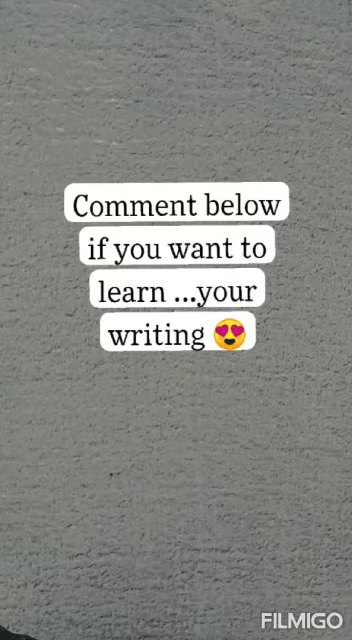 Comment below
if you want to
learn ...your
writing 😍
FILMIGO